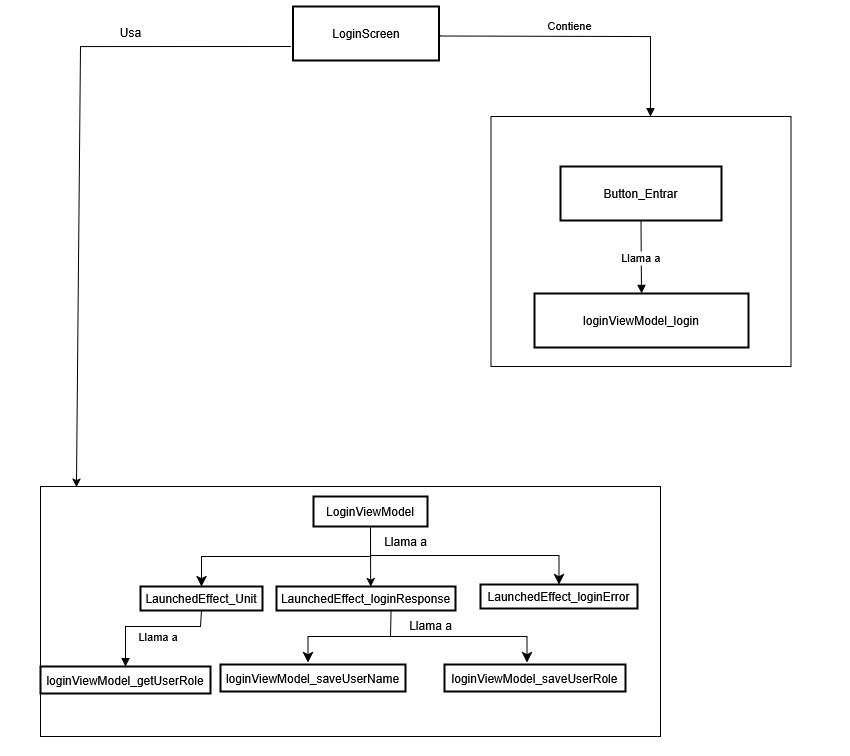 Usa
LoginScreen
Contiene
Button_Entrar
Llama a
loginViewModel_login
LoginViewModel
Llama a
LaunchedEffect_Unit
LaunchedEffect_loginResponse
LaunchedEffect_loginError
Llama a
Llama a
loginViewModel_getUserRole
loginViewModel_saveUserName
loginViewModel_saveUserRole